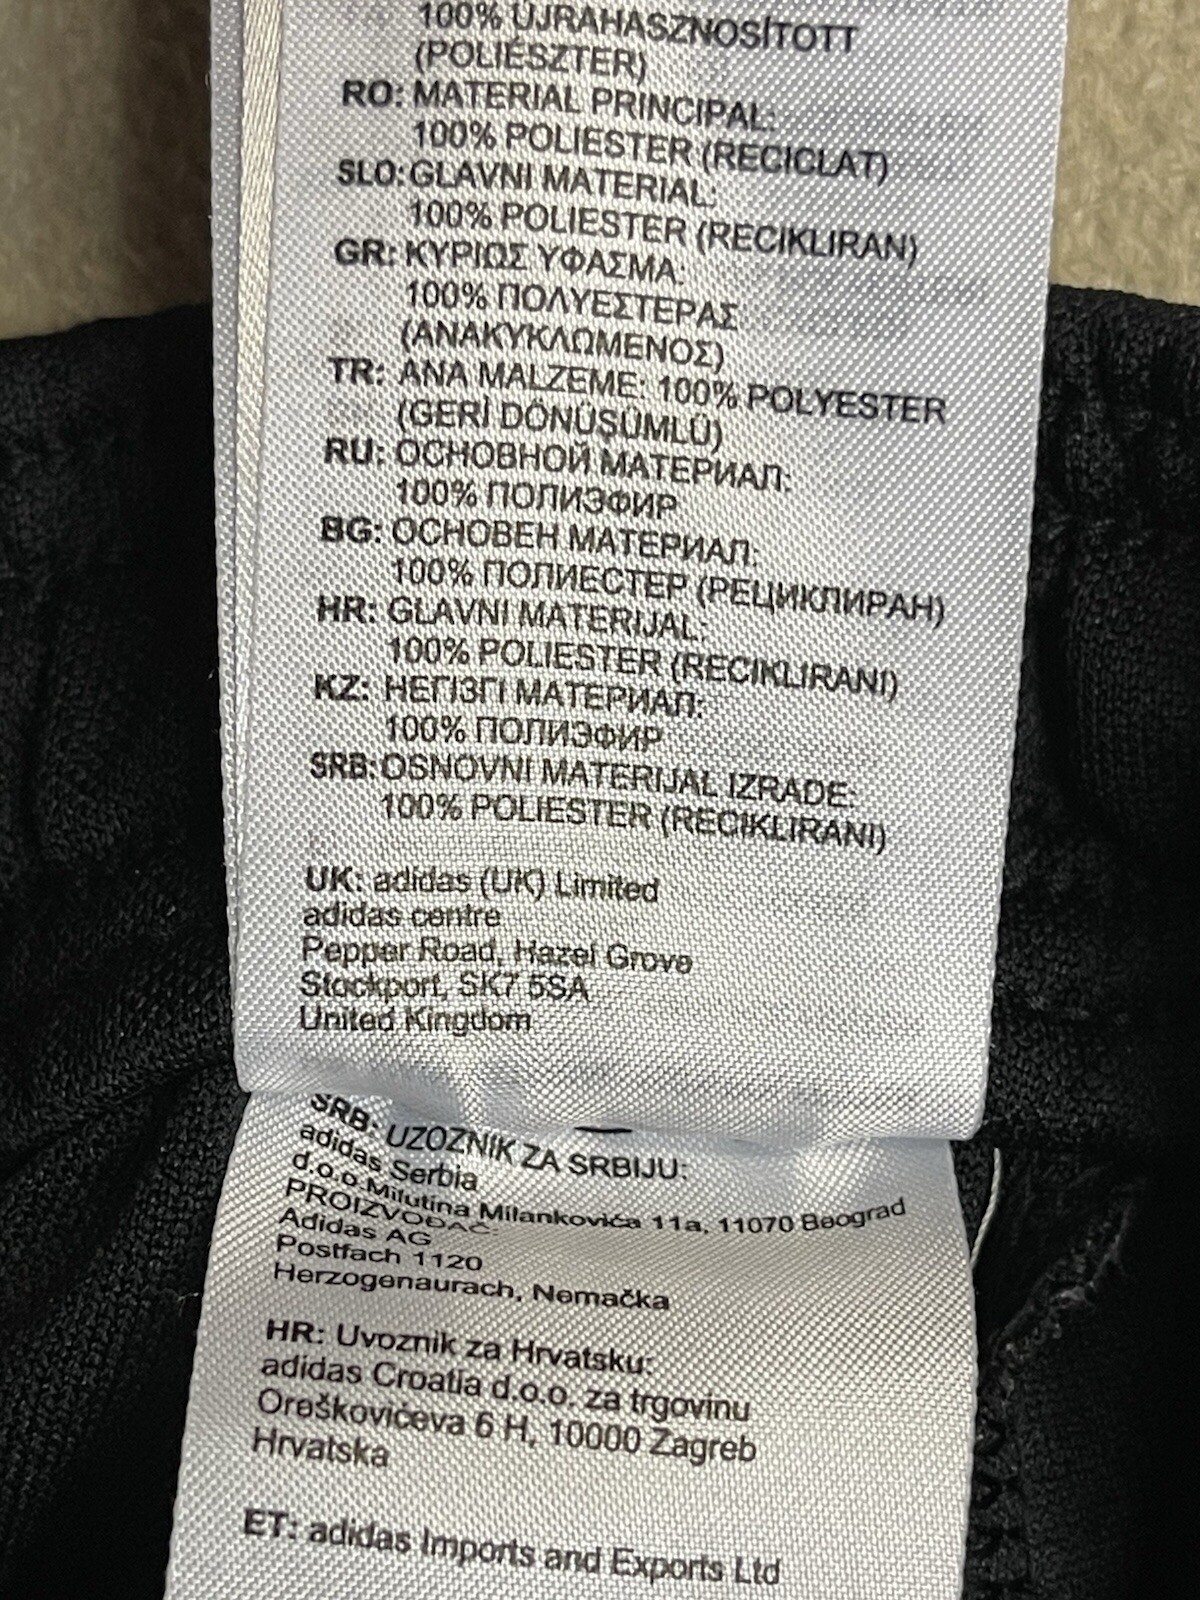 100% ÚJRAHASZNOSÍTOTT
(POLIÉSZTER)
RO: MATERIAL PRINCIPAL:
100% POLIESTER (RECICLAT)
SLO: GLAVNI MATERIAL:
100% POLIESTER (RECIKLIRAN)
GR: ΚΥΡΙΩΣ ΥΦΑΣΜΑ:
100% ΠΟΛΥΕΣΤΕΡΑΣ
(ΑΝΑΚΥΚΛΩΜΕΝΟΣ)
TR: ANA MALZEME: 100% POLYESTER
(GERİ DÖNÜŞÜMLÜ)
RU: ОСНОВНОЙ МАТЕРИАЛ:
100% ПОЛИЭФИР
BG: ОСНОВЕН МАТЕРИАЛ:
100% ПОЛИЕСТЕР (РЕЦИКЛИРАН)
HR: GLAVNI MATERIJAL:
100% POLIESTER (RECIKLIRANI)
KZ: НЕГІЗГІ МАТЕРИАЛ:
100% ПОЛИЭФИР
SRB: OSNOVNI MATERIJAL IZRADE:
100% POLIESTER (RECIKLIRANI)
UK: adidas (UK) Limited
adidas centre
Pepper Road, Hazel Grove
Stockport, SK7 5SA
United Kingdom
SRB: UZOZNIK ZA SRBIJU:
adidas Serbia
d.o.o.Milutina Milankovića 11a, 11070 Beograd
PROIZVOĐAČ:
Adidas AG
Postfach 1120
Herzogenaurach, Nemačka
HR: Uvoznik za Hrvatsku:
adidas Croatia d.o.o. za trgovinu
Oreškovićeva 6 H, 10000 Zagreb
Hrvatska
ET: adidas Imports and Exports Ltd